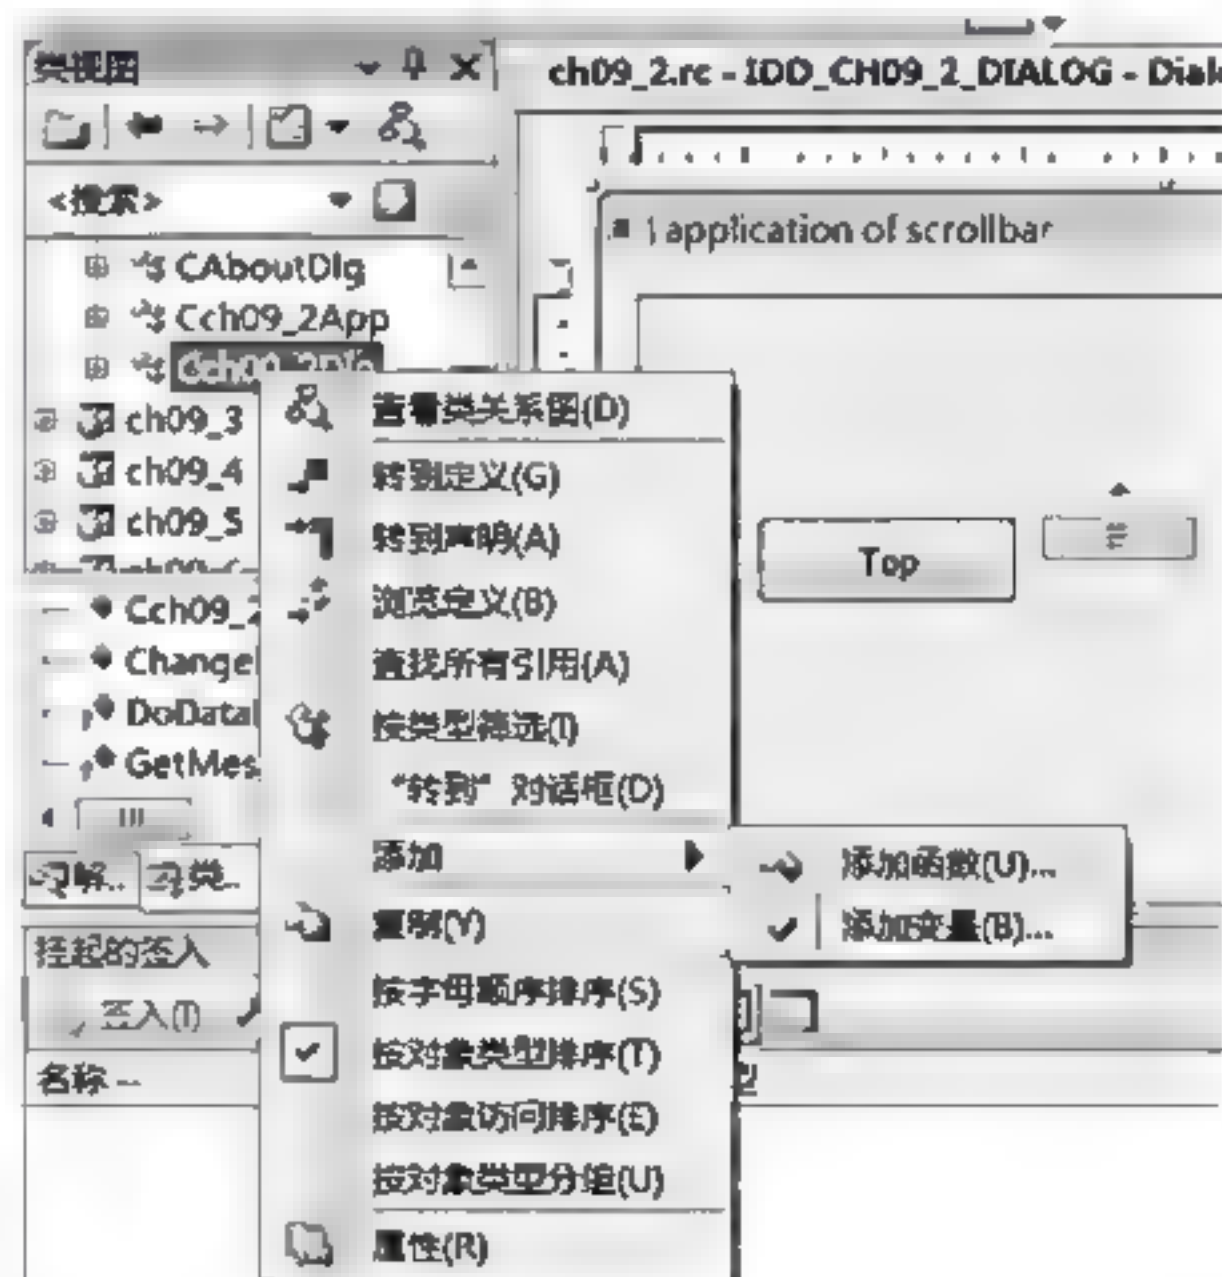 类视图
ch09_2.rc - IDD_CH09_2_DIALOG - Dial
<搜索>
application of scrollbar
CAboutDlg
Cch09_2App
Cch09_2Dlg
ch09_3
ch09_4
ch09_5
Cch09_2
Change
DoData
GetMes
查看类关系图(D)
转到定义(G)
转到声明(A)
浏览定义(B)
查找所有引用(A)
按类型筛选(I)
“转到”对话框(D)
添加
复制(Y)
按字母顺序排序(S)
按对象类型排序(T)
按对象访问排序(E)
按对象类型分组(U)
属性(R)
添加函数(U)...
添加变量(B)...
Top
解...
类...
挂起的签入
签入(I)
名称
型